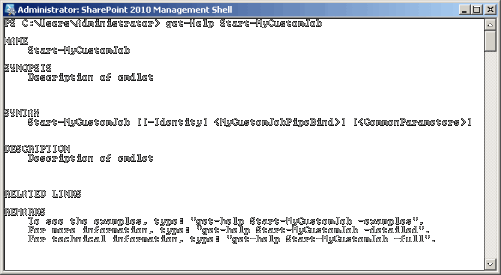 Administrator: SharePoint 2010 Management Shell
PS C:\Users\Administrator> get-Help Start-MyCustomJob
NAME
Start-MyCustomJob
SYNOPSIS
Description of cmdlet
SYNTAX
Start-MyCustomJob [[-Identity] <MyCustomJobPipeBind>] [<CommonParameters>]
DESCRIPTION
Description of cmdlet
RELATED LINKS
REMARKS
To see the examples, type: "get-help Start-MyCustomJob -examples".
For more information, type: "get-help Start-MyCustomJob -detailed".
For technical information, type: "get-help Start-MyCustomJob -full".